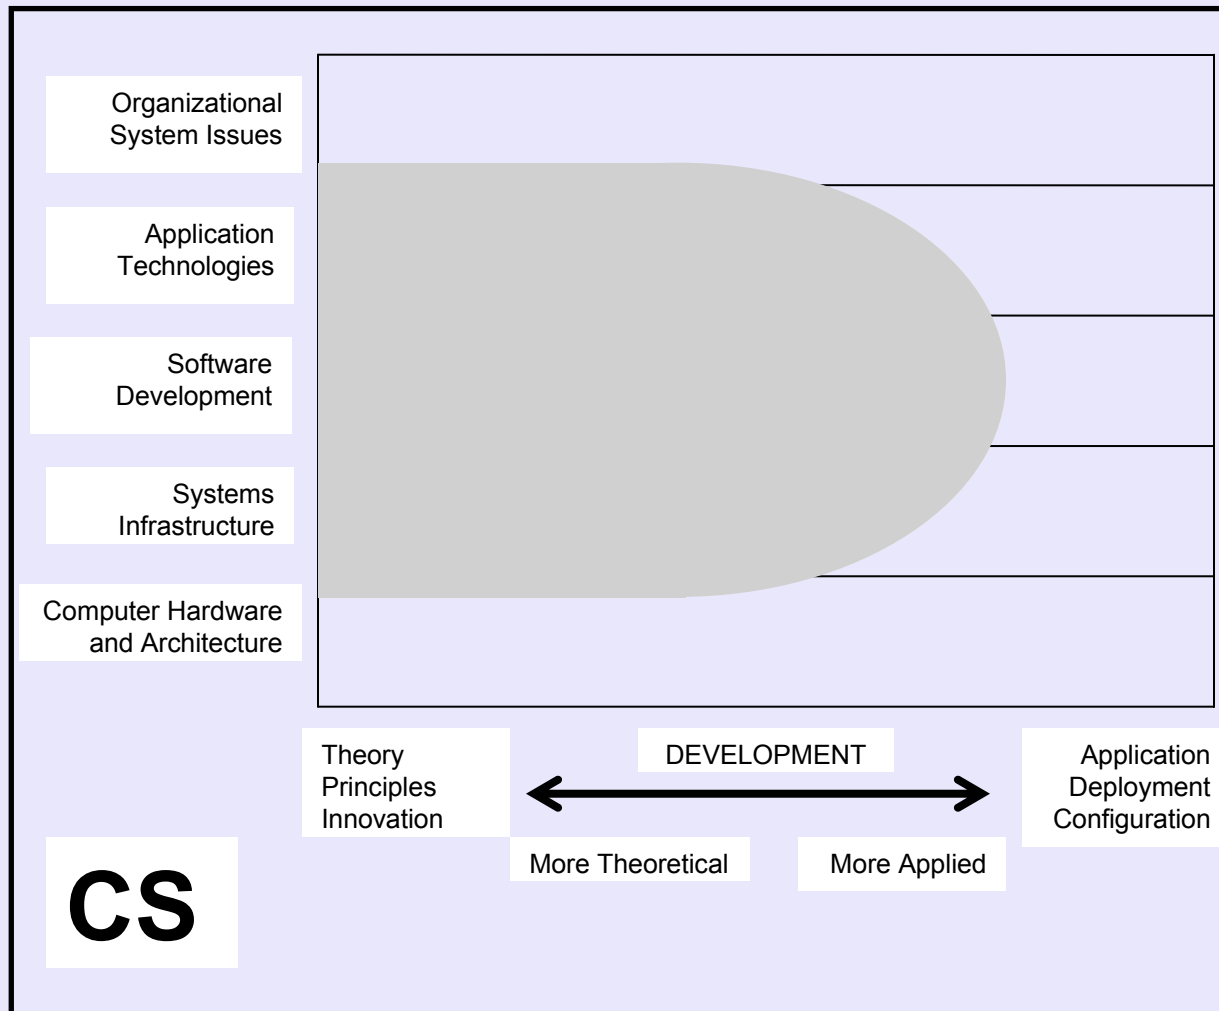 Organizational
System Issues
Application
Technologies
Software
Development
Systems
Infrastructure
Computer Hardware
and Architecture
Theory
Principles
Innovation
DEVELOPMENT
Application
Deployment
Configuration
More Theoretical
More Applied
CS